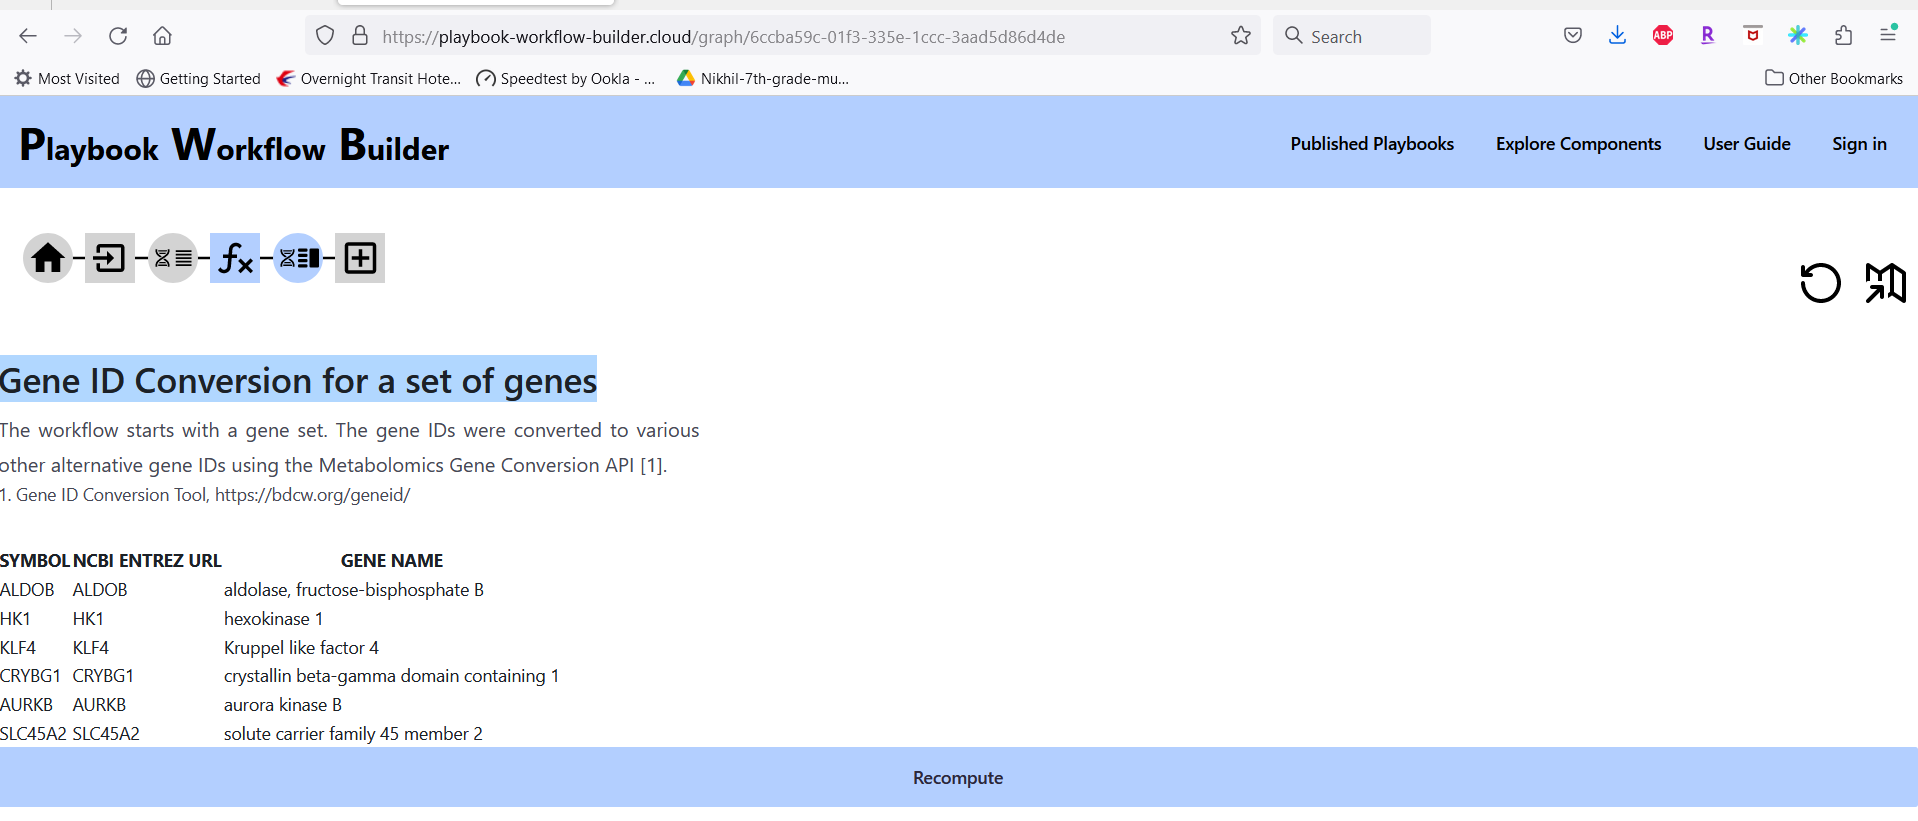 https://playbook-workflow-builder.cloud/graph/6ccba59c-01f3-335e-1ccc-3aad5d86d4de
Search
ABP
R
Most Visited
Getting Started
Overnight Transit Hote...
Speedtest by Ookla - ...
Nikhil-7th-grade-mu...
Other Bookmarks
Playbook Workflow Builder
Published Playbooks
Explore Components
User Guide
Sign in
fx
Gene ID Conversion for a set of genes
The workflow starts with a gene set. The gene IDs were converted to various
other alternative gene IDs using the Metabolomics Gene Conversion API [1].
1. Gene ID Conversion Tool, https://bdcw.org/geneid/
SYMBOL NCBI ENTREZ URL GENE NAME
ALDOB ALDOB aldolase, fructose-bisphosphate B
HK1 HK1 hexokinase 1
KLF4 KLF4 Kruppel like factor 4
CRYBG1 CRYBG1 crystallin beta-gamma domain containing 1
AURKB AURKB aurora kinase B
SLC45A2 SLC45A2 solute carrier family 45 member 2
Recompute